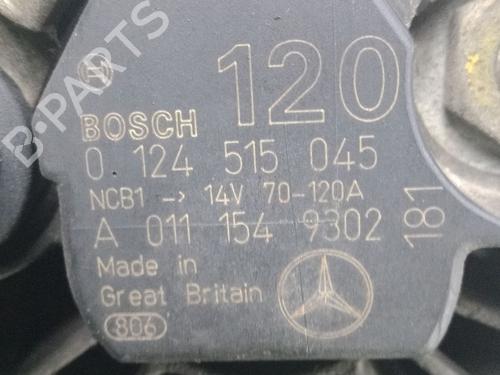 120
BOSCH
0 124 515 045
NCB1 -> 14V 70-120A
A 011 154 9302
181
Made in
Great Britain
806
B-PARTS